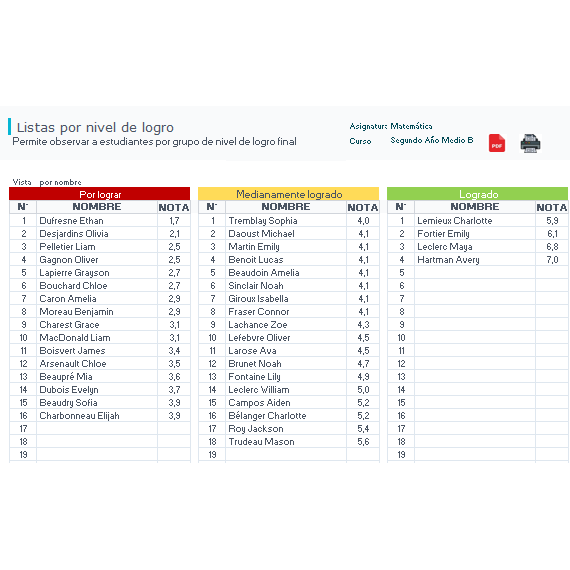 Listas por nivel de logro
Permite observar a estudiantes por grupo de nivel de logro final
Asignatura Matemática
Curso Segundo Año Medio B
PDF
Vista por nombre
Por lograr
N° NOMBRE NOTA
1 Dufresne Ethan 1,7
2 Desjardins Olivia 2,1
3 Pelletier Liam 2,5
4 Gagnon Oliver 2,5
5 Lapierre Grayson 2,7
6 Bouchard Chloe 2,7
7 Caron Amelia 2,9
8 Moreau Benjamin 2,9
9 Charest Grace 3,1
10 MacDonald Liam 3,1
11 Boisvert James 3,4
12 Arsenault Chloe 3,5
13 Beaupré Mia 3,6
14 Dubois Evelyn 3,7
15 Beaudry Sofia 3,9
16 Charbonneau Elijah 3,9
17
18
19
Medianamente logrado
N° NOMBRE NOTA
1 Tremblay Sophia 4,0
2 Daoust Michael 4,1
3 Martin Emily 4,1
4 Benoit Lucas 4,1
5 Beaudoin Amelia 4,1
6 Sinclair Noah 4,1
7 Giroux Isabella 4,1
8 Fraser Connor 4,1
9 Lachance Zoe 4,3
10 Lefebvre Oliver 4,5
11 Larose Ava 4,5
12 Brunet Noah 4,7
13 Fontaine Lily 4,9
14 Leclerc William 5,0
15 Campos Aiden 5,2
16 Bélanger Charlotte 5,2
17 Roy Jackson 5,4
18 Trudeau Mason 5,6
19
Logrado
N° NOMBRE NOTA
1 Lemieux Charlotte 5,9
2 Fortier Emily 6,1
3 Leclerc Maya 6,8
4 Hartman Avery 7,0
5
6
7
8
9
10
11
12
13
14
15
16
17
18
19